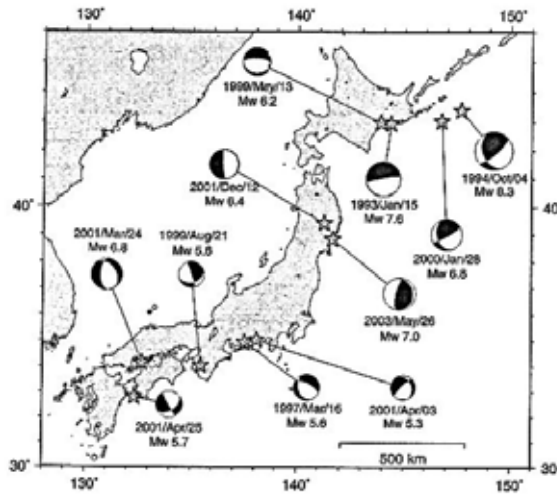 130° 140° 150°
1999/May/13
Mw 6.2
2001/Dec/12
Mw 6.4
1993/Jan/15
Mw 7.6
1994/Oct/04
Mw 8.3
40° 40°
2001/Mar/24
Mw 6.8
1999/Aug/21
Mw 5.6
2000/Jan/28
Mw 6.8
2003/May/26
Mw 7.0
2001/Apr/25
Mw 5.7
1997/Mar/16
Mw 5.6
2001/Apr/03
Mw 5.3
500 km
30° 30°
130° 140° 150°